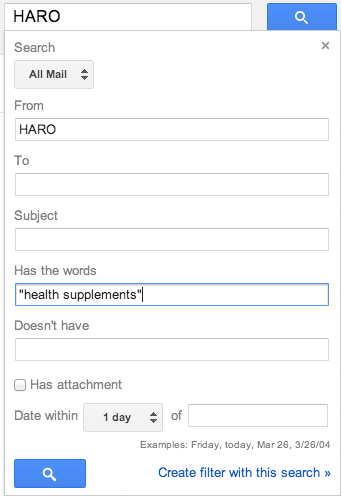 HARO
Search
All Mail
From
HARO
To
Subject
Has the words
"health supplements"
Doesn't have
Has attachment
Date within 1 day of
Examples: Friday, today, Mar 26, 3/26/04
Create filter with this search »